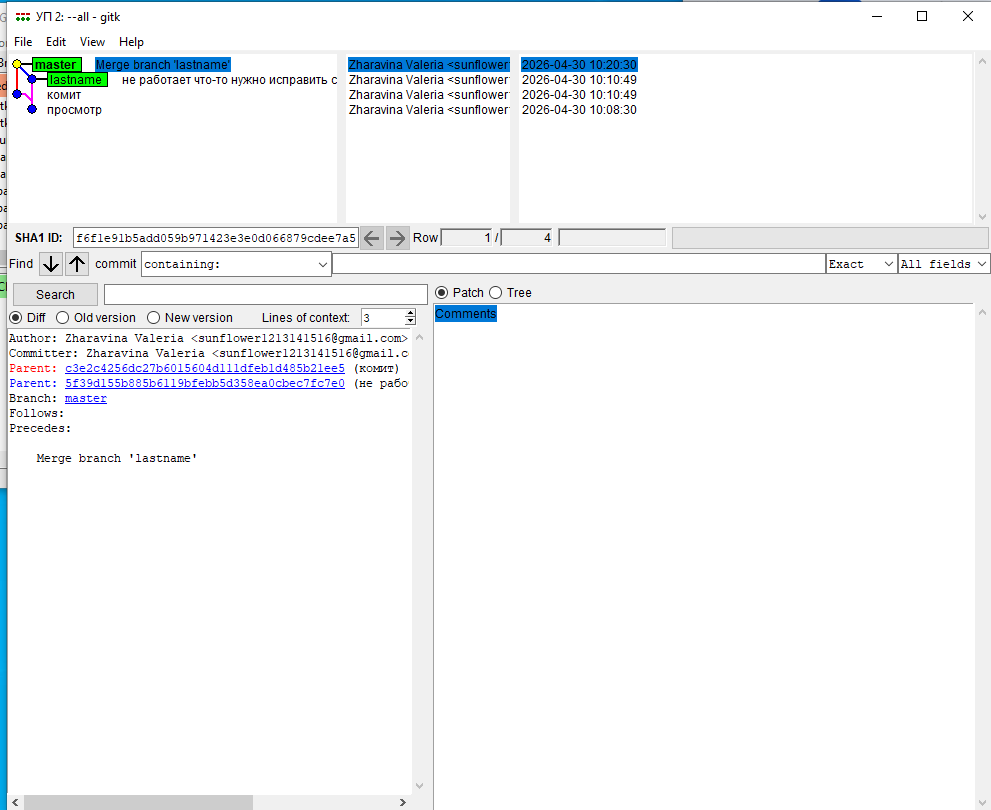 УП 2: --all - gitk
File Edit View Help
master Merge branch 'lastname' Zharavina Valeria <sunflower 2026-04-30 10:20:30
lastname не работает что-то нужно исправить с Zharavina Valeria <sunflower 2026-04-30 10:10:49
комит Zharavina Valeria <sunflower 2026-04-30 10:10:49
просмотр Zharavina Valeria <sunflower 2026-04-30 10:08:30
SHA1 ID: f6f1e91b5add059b971423e3e0d066879cdee7a5 Row 1 / 4
Find commit containing: Exact All fields
Search Patch Tree
Diff Old version New version Lines of context: 3 Comments
Author: Zharavina Valeria <sunflower1213141516@gmail.com>
Committer: Zharavina Valeria <sunflower1213141516@gmail.c
Parent: c3e2c4256dc27b6015604d111dfeb1d485b21ee5 (комит)
Parent: 5f39d155b885b6119bfebb5d358ea0cbec7fc7e0 (не рабо
Branch: master
Follows:
Precedes:
Merge branch 'lastname'